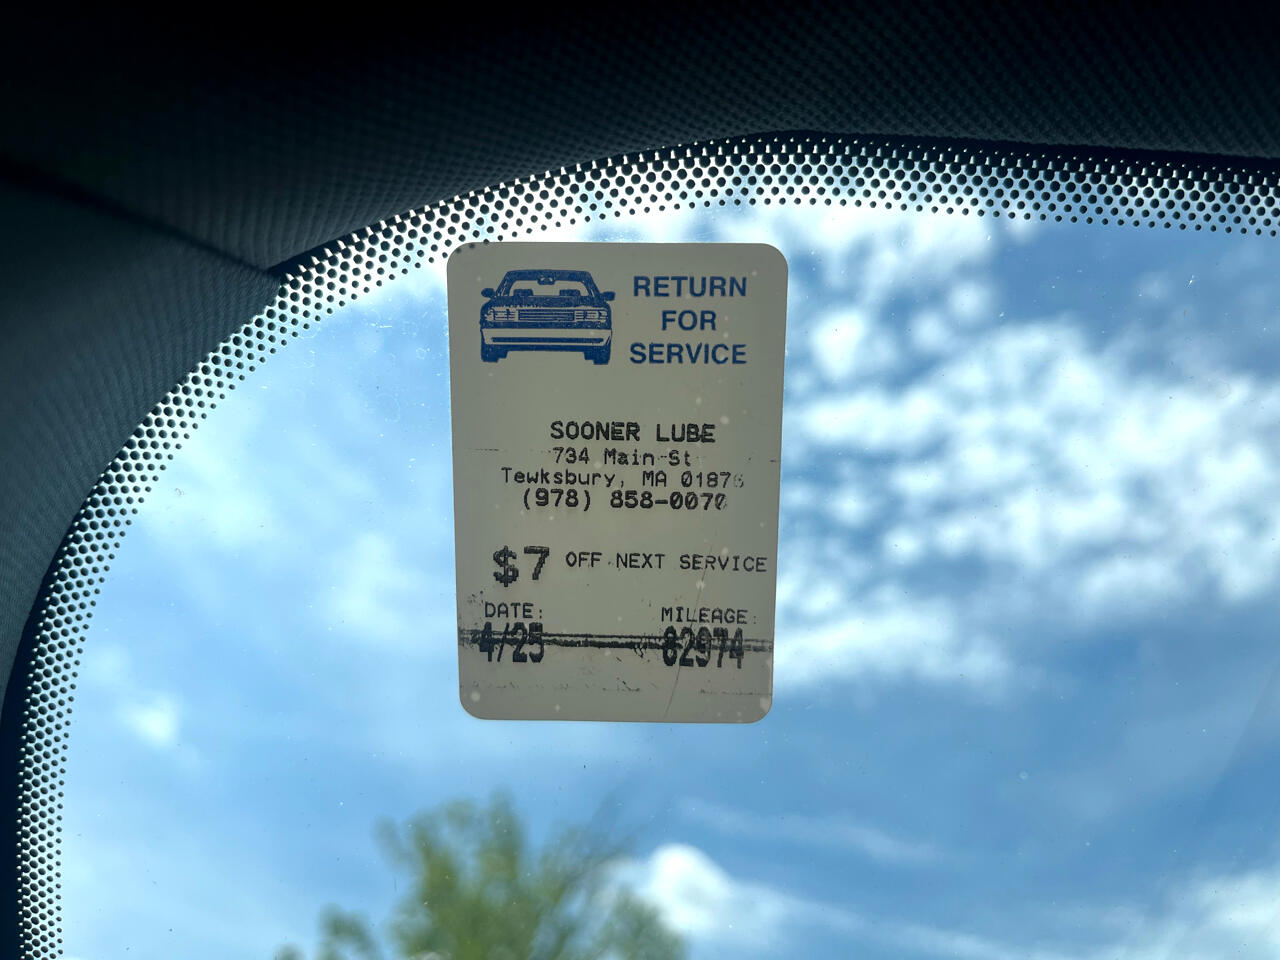 RETURN
FOR
SERVICE
SOONER LUBE
734 Main St
Tewksbury, MA 01876
(978) 858-0070
$7 OFF NEXT SERVICE
DATE: MILEAGE:
4/25 82974